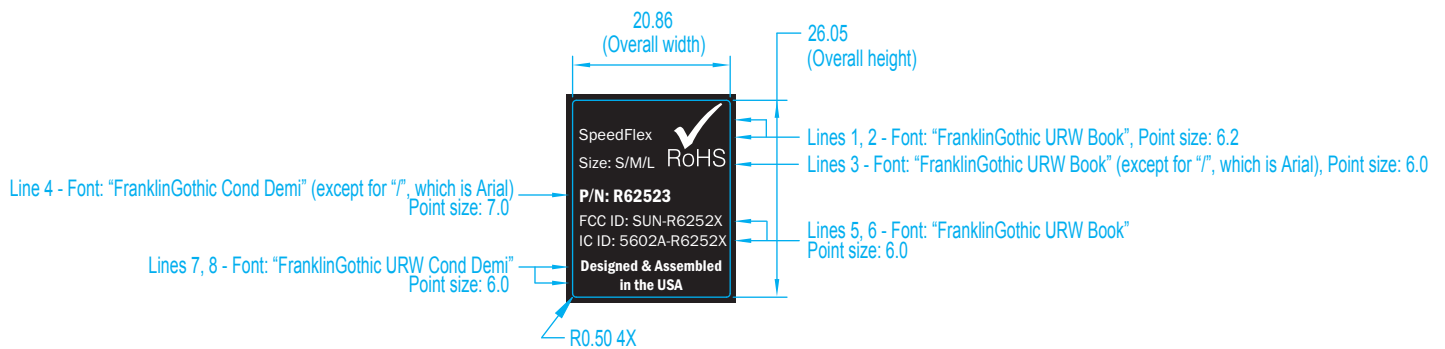 20.86
(Overall width)
26.05
(Overall height)
SpeedFlex
Size: S/M/L
RoHS
P/N: R62523
FCC ID: SUN-R6252X
IC ID: 5602A-R6252X
Designed & Assembled
in the USA
Lines 1, 2 - Font: “FranklinGothic URW Book”, Point size: 6.2
Lines 3 - Font: “FranklinGothic URW Book” (except for “/”, which is Arial), Point size: 6.0
Line 4 - Font: “FranklinGothic Cond Demi” (except for “/”, which is Arial)
Point size: 7.0
Lines 5, 6 - Font: “FranklinGothic URW Book”
Point size: 6.0
Lines 7, 8 - Font: “FranklinGothic URW Cond Demi”
Point size: 6.0
R0.50 4X